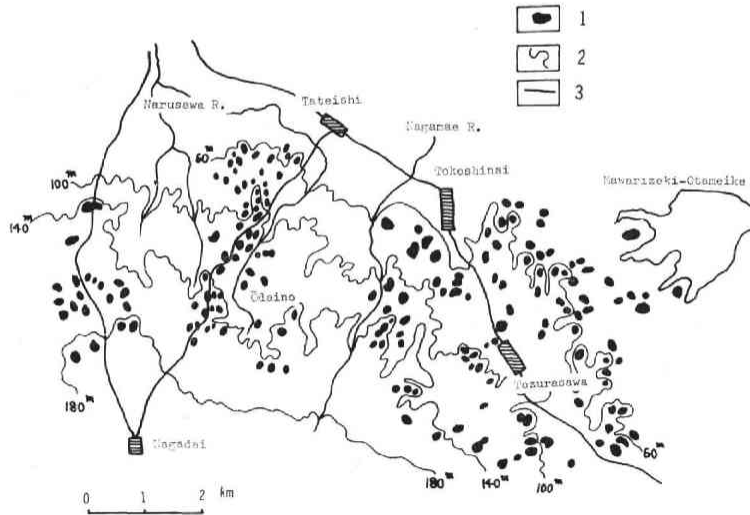 1
2
3
Tateishi
Narusawa R.
Nagamae R.
Tokoshinai
60m
100m
Mawarizeki-Otameike
140m
Ōdaino
Tozurasawa
180m
Nagadai
60m
180m
140m
100m
0 1 2 km